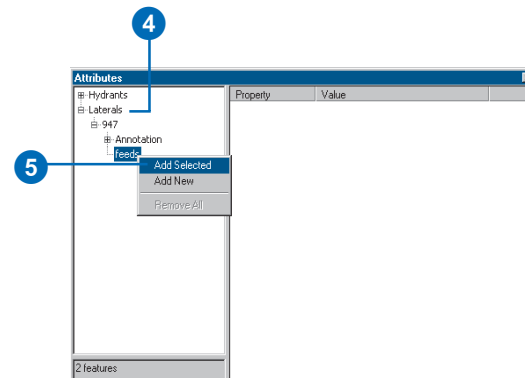 4
Attributes
Hydrants
Property Value
Laterals
947
Annotation
feeds
5
Add Selected
Add New
Remove All
2 features